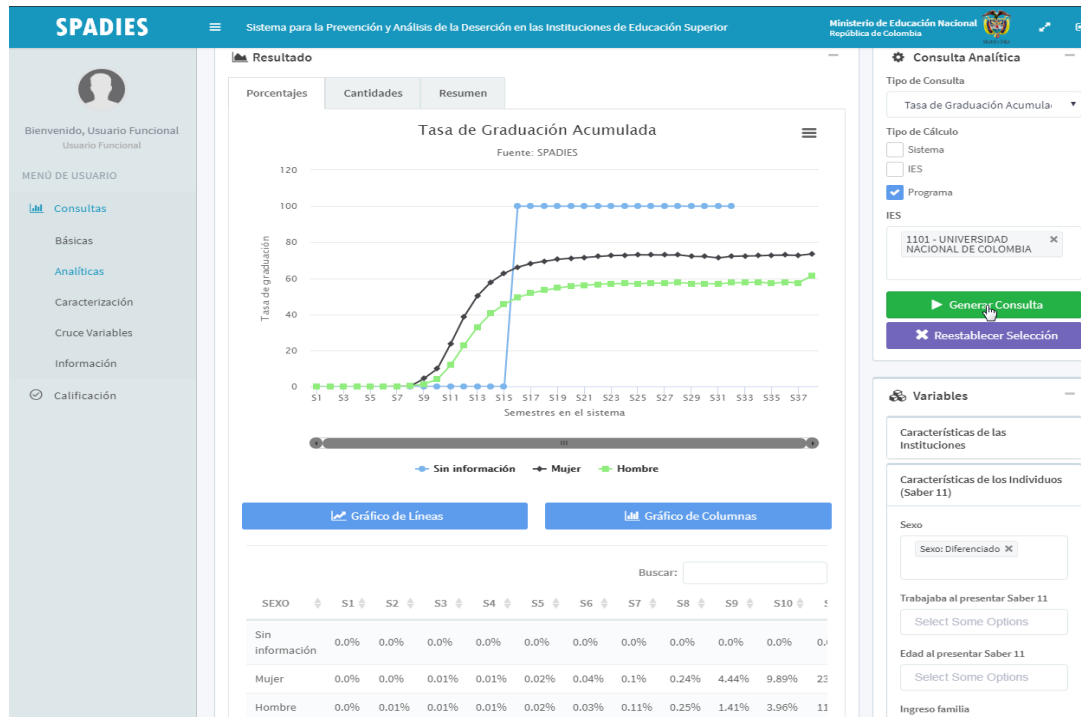 SPADIES
Sistema para la Prevención y Análisis de la Deserción en las Instituciones de Educación Superior
Ministerio de Educación Nacional
República de Colombia
Bienvenido, Usuario Funcional
Usuario Funcional
MENÚ DE USUARIO
Consultas
Básicas
Analíticas
Caracterización
Cruce Variables
Información
Calificación
Resultado
Porcentajes
Cantidades
Resumen
Tasa de Graduación Acumulada
Fuente: SPADIES
Tasa de graduación
120
100
80
60
40
20
0
S1 S3 S5 S7 S9 S11 S13 S15 S17 S19 S21 S23 S25 S27 S29 S31 S33 S35 S37
Semestres en el sistema
Sin información Mujer Hombre
Gráfico de Líneas
Gráfico de Columnas
Buscar:
SEXO S1 S2 S3 S4 S5 S6 S7 S8 S9 S10
Sin información 0.0% 0.0% 0.0% 0.0% 0.0% 0.0% 0.0% 0.0% 0.0% 0.0% 0.
Mujer 0.0% 0.0% 0.01% 0.01% 0.02% 0.04% 0.1% 0.24% 4.44% 9.89% 23
Hombre 0.0% 0.01% 0.01% 0.01% 0.02% 0.03% 0.11% 0.25% 1.41% 3.96% 11
Consulta Analítica
Tipo de Consulta
Tasa de Graduación Acumula
Tipo de Cálculo
Sistema
IES
Programa
IES
1101 - UNIVERSIDAD
NACIONAL DE COLOMBIA
Generar Consulta
Reestablecer Selección
Variables
Características de las
Instituciones
Características de los Individuos
(Saber 11)
Sexo
Sexo: Diferenciado
Trabajaba al presentar Saber 11
Select Some Options
Edad al presentar Saber 11
Select Some Options
Ingreso familia